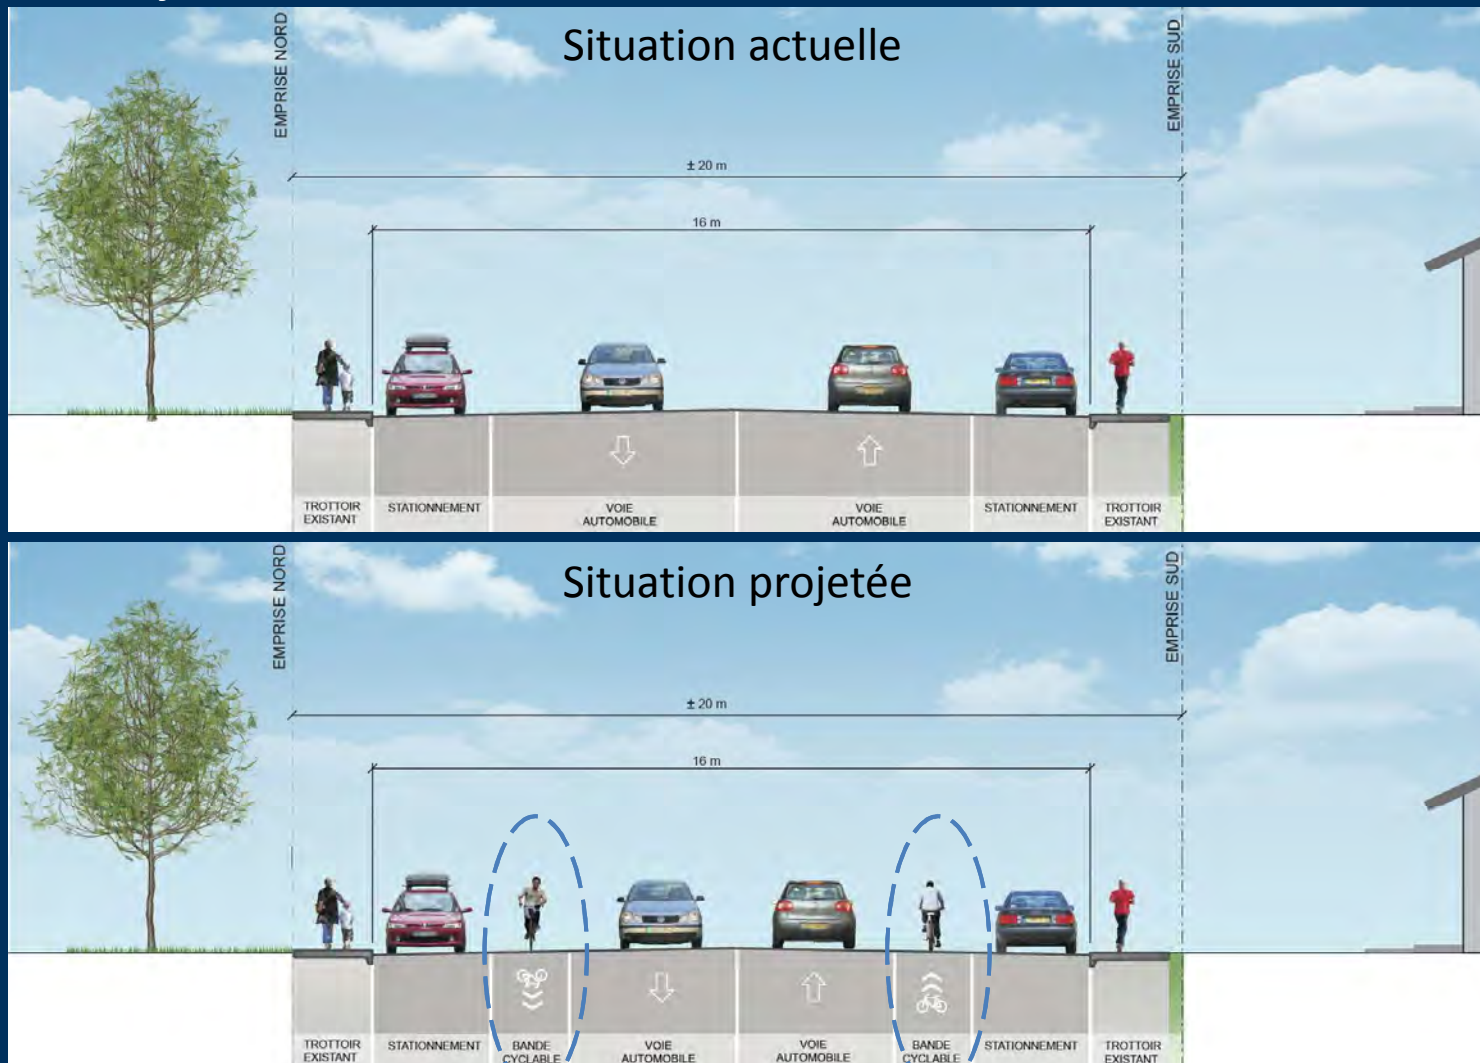 Situation actuelle
EMPRISE NORD
EMPRISE SUD
± 20 m
16 m
TROTTOIR
EXISTANT
STATIONNEMENT
VOIE
AUTOMOBILE
VOIE
AUTOMOBILE
STATIONNEMENT
TROTTOIR
EXISTANT
Situation projetée
EMPRISE NORD
EMPRISE SUD
± 20 m
16 m
TROTTOIR
EXISTANT
STATIONNEMENT
BANDE
CYCLABLE
VOIE
AUTOMOBILE
VOIE
AUTOMOBILE
BANDE
CYCLABLE
STATIONNEMENT
TROTTOIR
EXISTANT